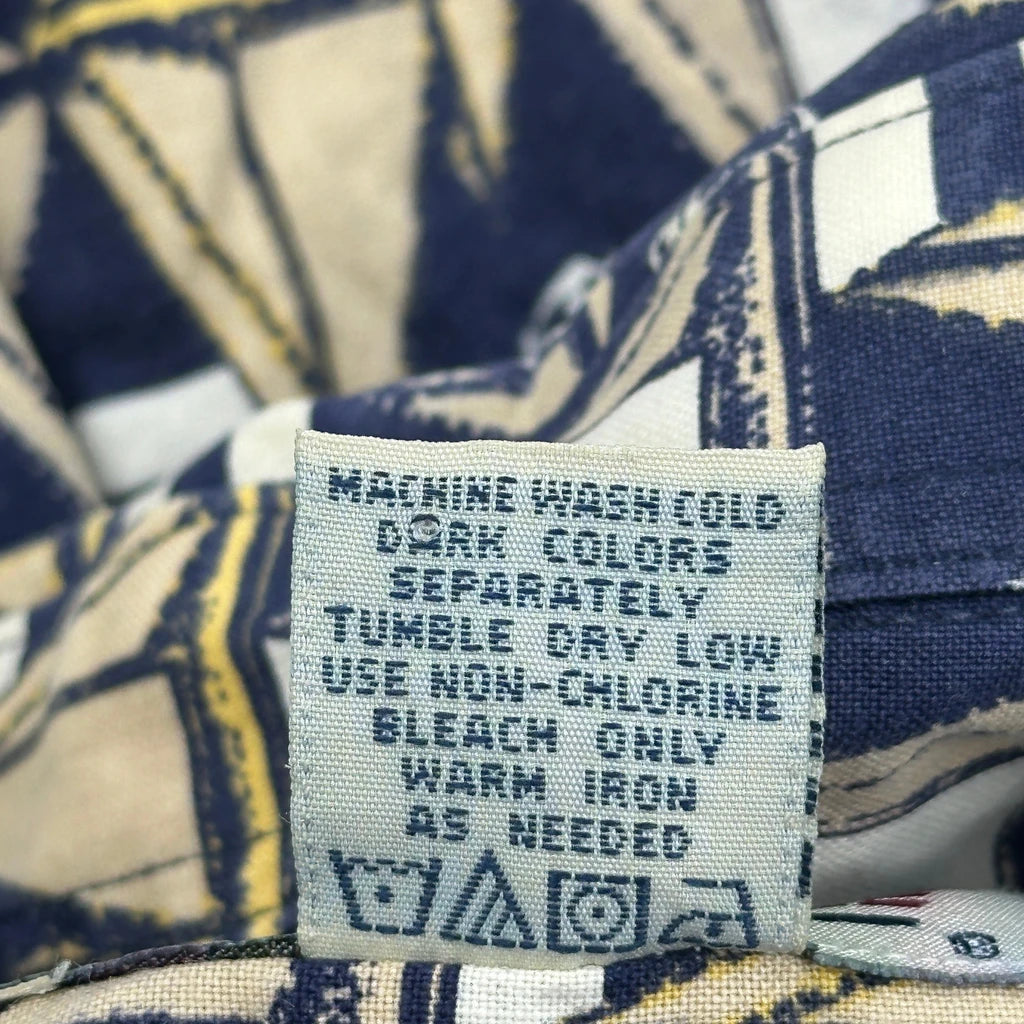 MACHINE WASH COLD
DARK COLORS
SEPARATELY
TUMBLE DRY LOW
USE NON-CHLORINE
BLEACH ONLY
WARM IRON
AS NEEDED